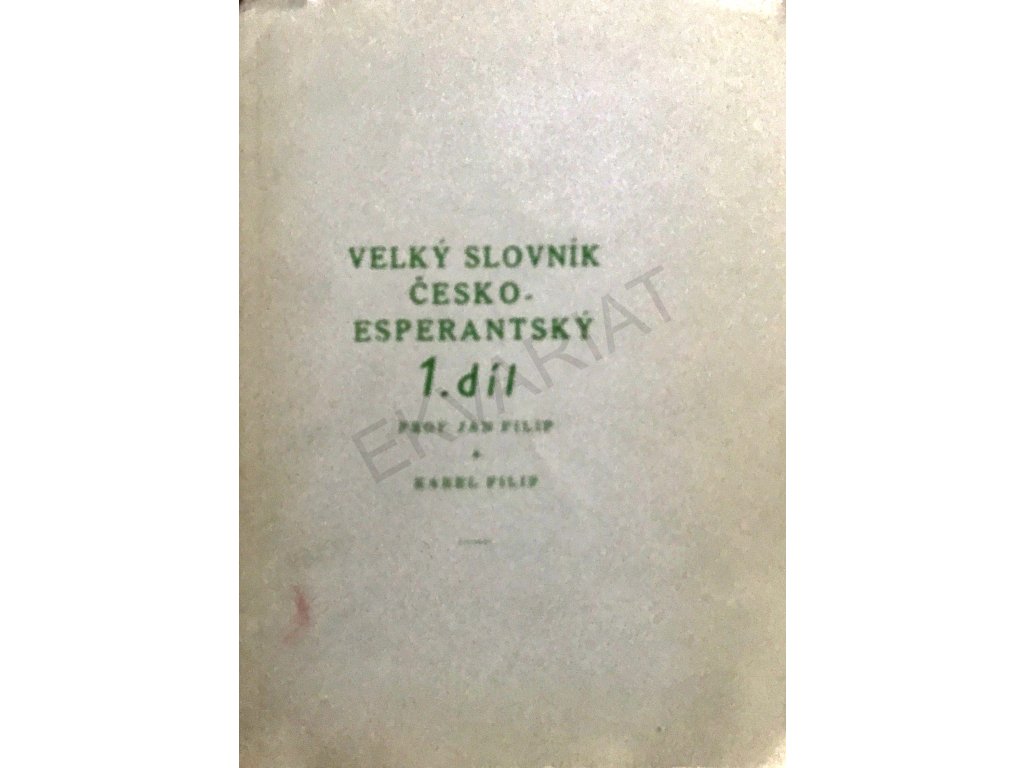 VELKÝ SLOVNÍK
ČESKO-
ESPERANTSKÝ
1. díl
PROF JAN FILIP
A
KAREL FILIP
EKVARIAT